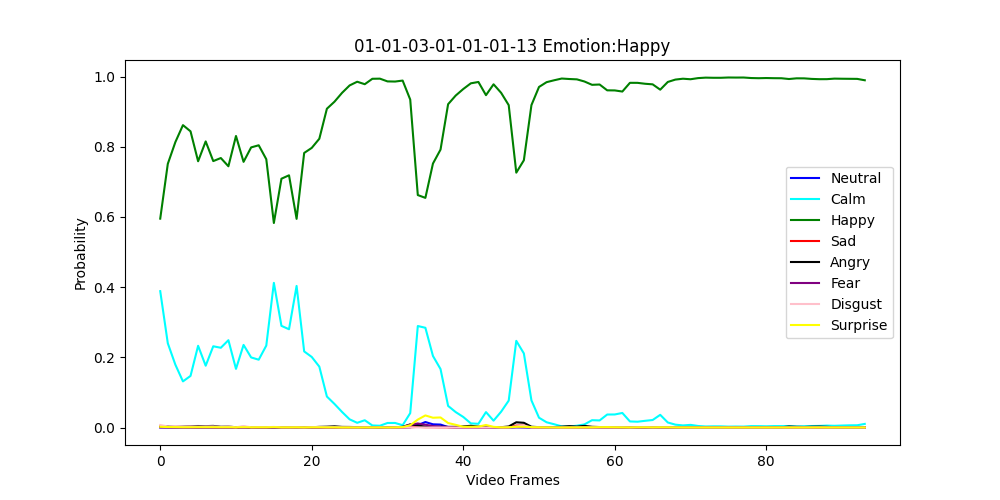 01-01-03-01-01-01-13 Emotion:Happy
1.0
0.8
0.6
0.4
0.2
0.0
Probability
0 20 40 60 80
Video Frames
Neutral
Calm
Happy
Sad
Angry
Fear
Disgust
Surprise